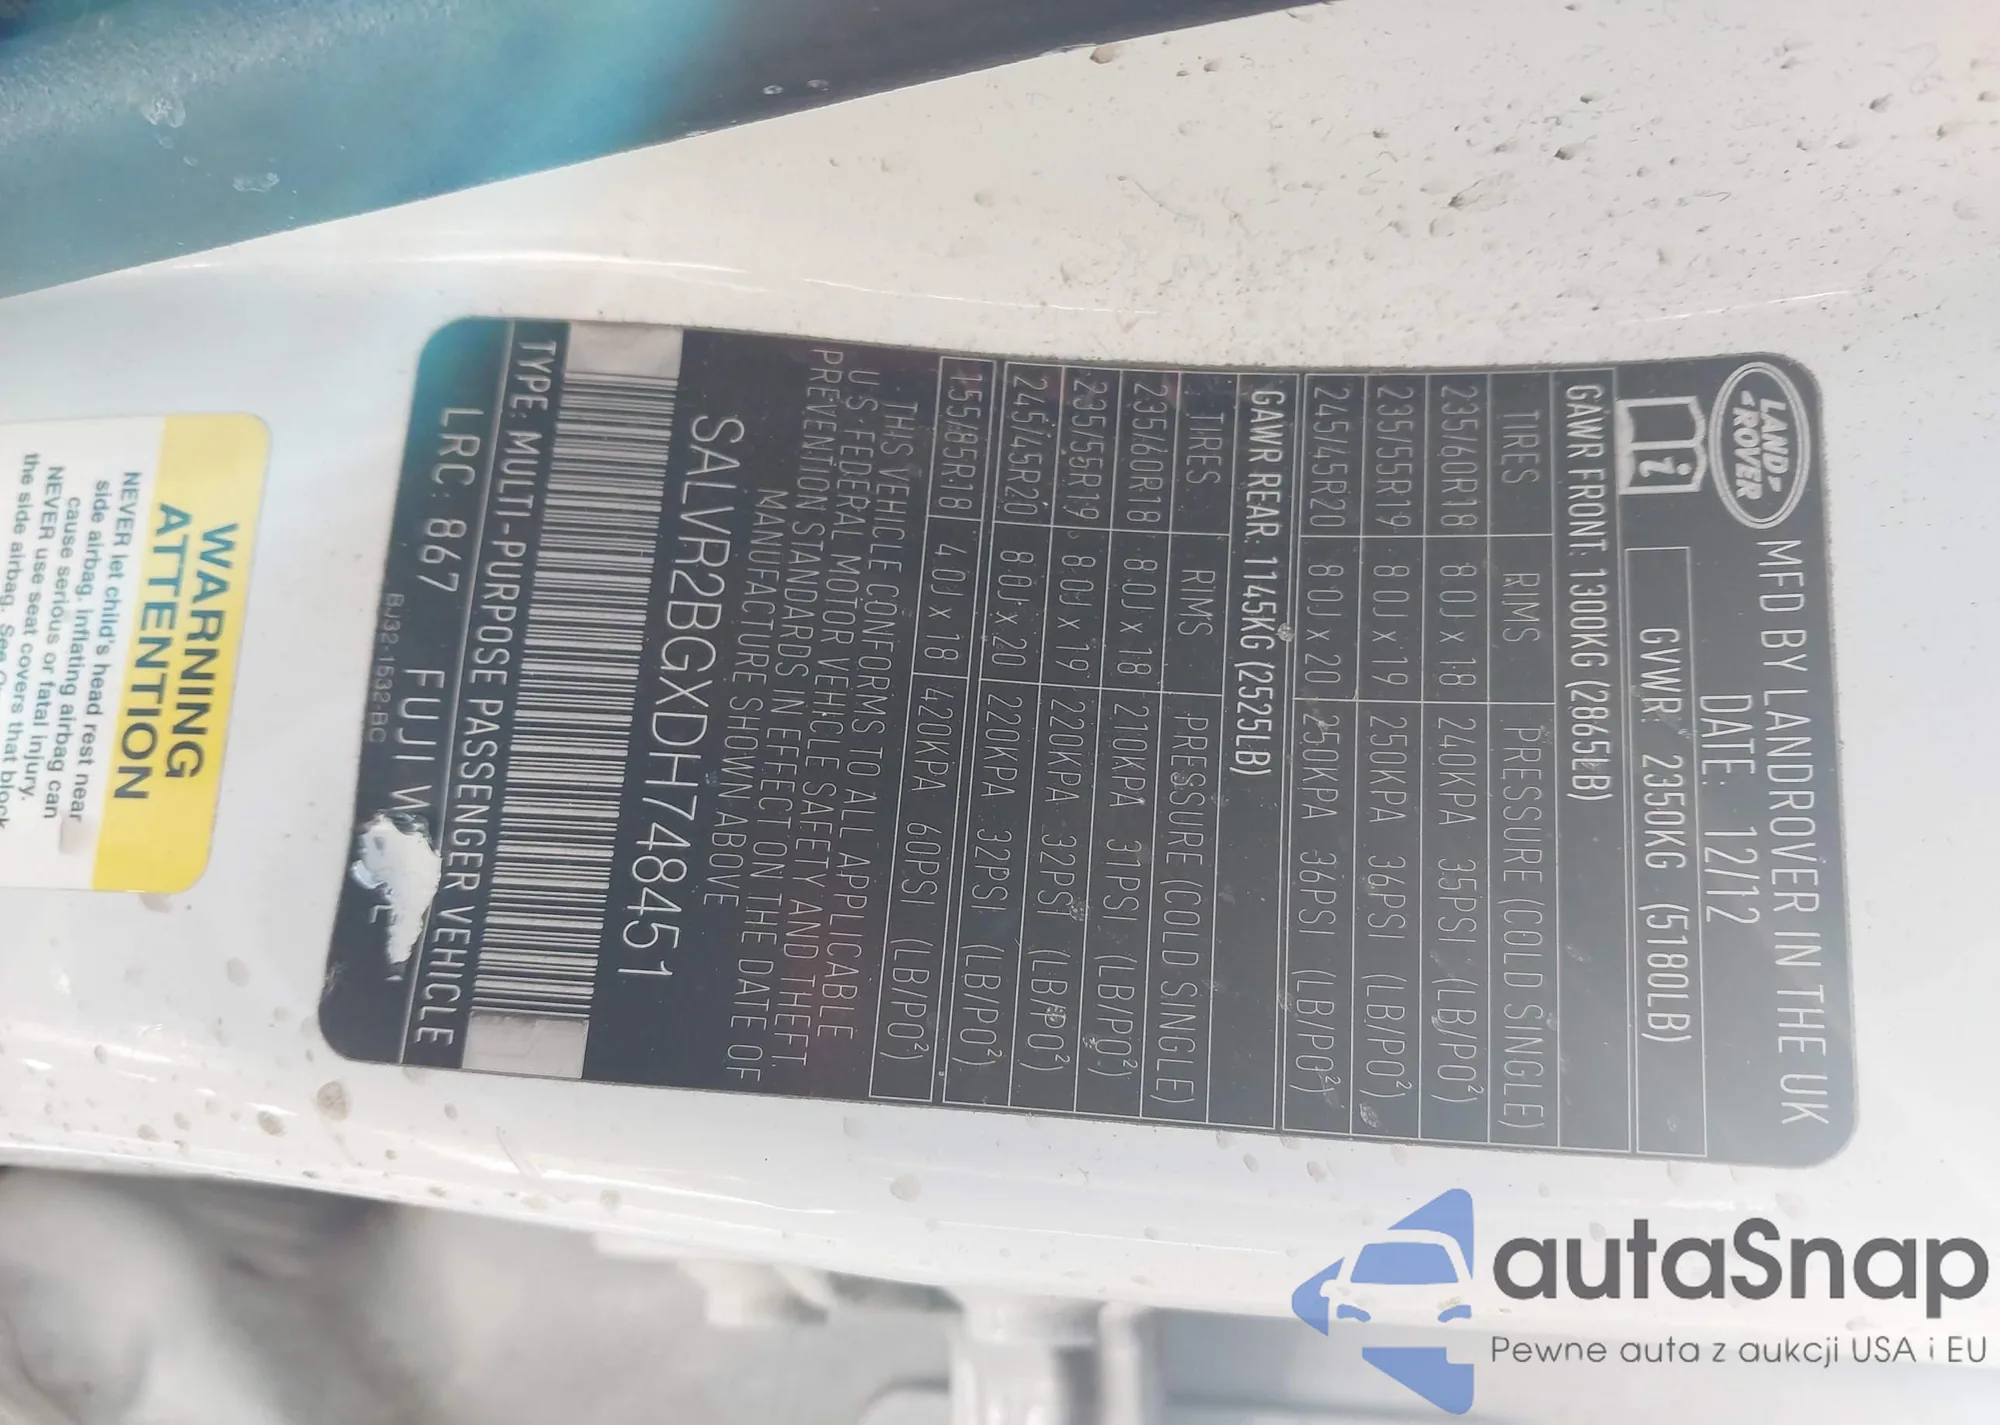 LAND ROVER
MFD BY LANDROVER IN THE UK
DATE: 12/12
i
GVWR: 2350KG (5180LB)
GAWR FRONT: 1300KG (2865LB)
TIRES RIMS PRESSURE (COLD SINGLE)
235/60R18 8.0J x 18 240KPA 35PSI (LB/PO²)
235/55R19 8.0J x 19 250KPA 36PSI (LB/PO²)
245/45R20 8.0J x 20 250KPA 36PSI (LB/PO²)
GAWR REAR: 1145KG (2525LB)
TIRES RIMS PRESSURE (COLD SINGLE)
235/60R18 8.0J x 18 210KPA 31PSI (LB/PO²)
235/55R19 8.0J x 19 220KPA 32PSI (LB/PO²)
245/45R20 8.0J x 20 220KPA 32PSI (LB/PO²)
155/85R18 4.0J x 18 420KPA 60PSI (LB/PO²)
THIS VEHICLE CONFORMS TO ALL APPLICABLE
U.S. FEDERAL MOTOR VEHICLE SAFETY AND THEFT
PREVENTION STANDARDS IN EFFECT ON THE DATE OF
MANUFACTURE SHOWN ABOVE
SALVR2BGXDH748451
TYPE: MULTI-PURPOSE PASSENGER VEHICLE
LRC: 867 FUJI
BJ32-1532-BC
WARNING
ATTENTION
NEVER let child's head rest near
side airbag, inflating airbag can
cause serious or fatal injury.
NEVER use seat covers that block
the side airbag. See
autaSnap
Pewne auta z aukcji USA i EU